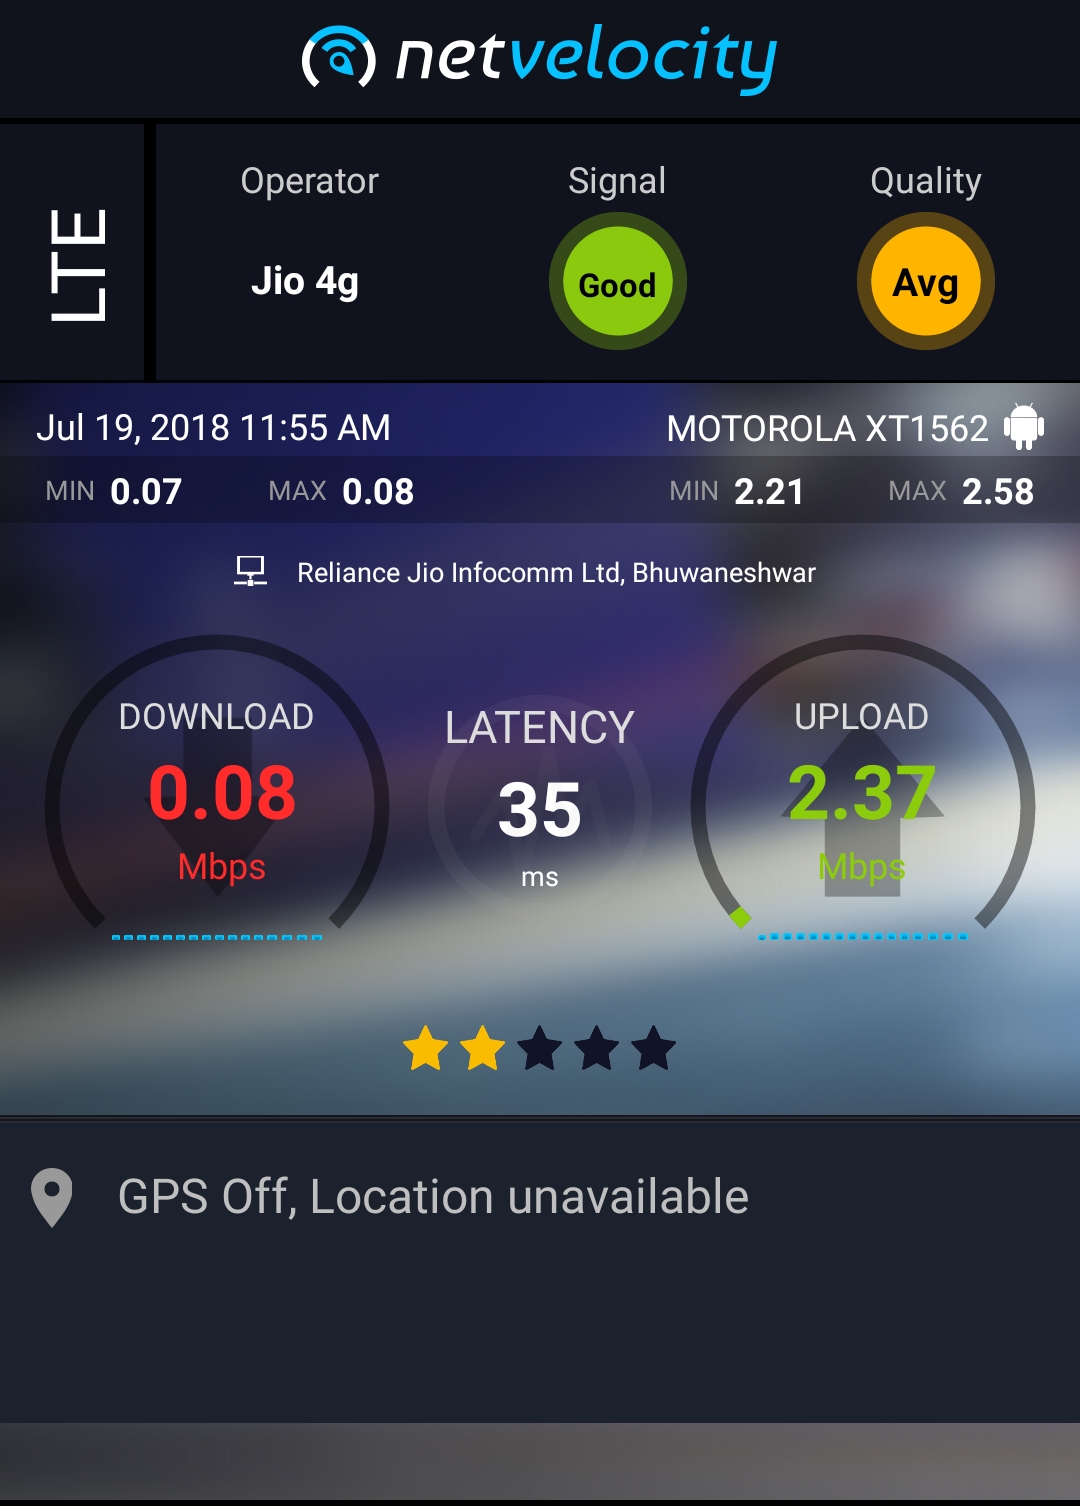 netvelocity
LTE
Operator Signal Quality
Jio 4g Good Avg
Jul 19, 2018 11:55 AM MOTOROLA XT1562
MIN 0.07 MAX 0.08 MIN 2.21 MAX 2.58
Reliance Jio Infocomm Ltd, Bhuwaneshwar
DOWNLOAD LATENCY UPLOAD
0.08 35 2.37
Mbps ms Mbps
GPS Off, Location unavailable